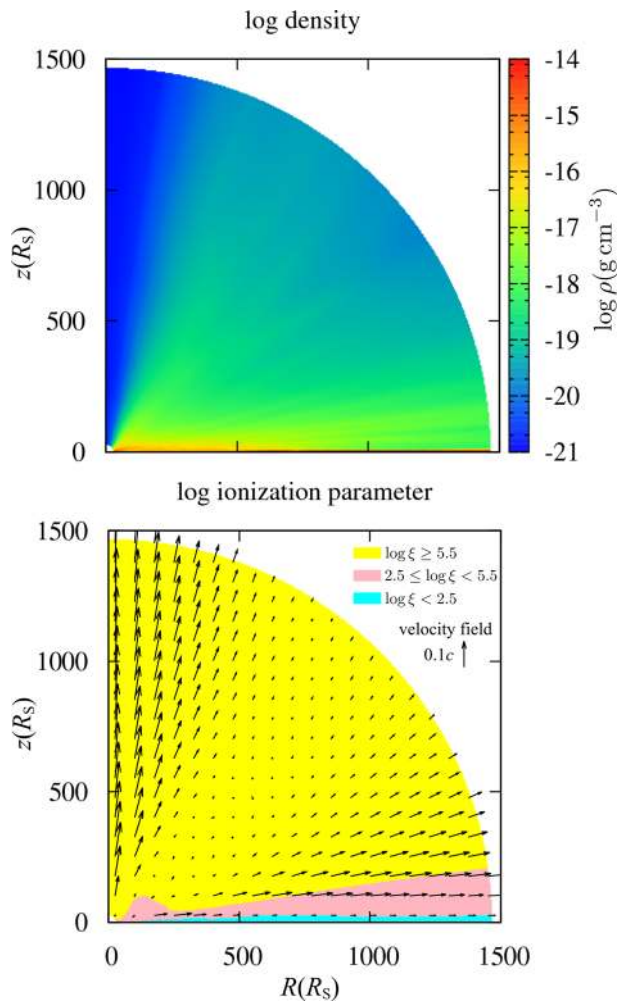 log density
1500
1000
500
0
z(R_S)
-14
-15
-16
-17
-18
-19
-20
-21
log ρ(g cm⁻³)
log ionization parameter
1500
1000
500
0
z(R_S)
log ξ ≥ 5.5
2.5 ≤ log ξ < 5.5
log ξ < 2.5
velocity field
0.1c
0 500 1000 1500
R(R_S)